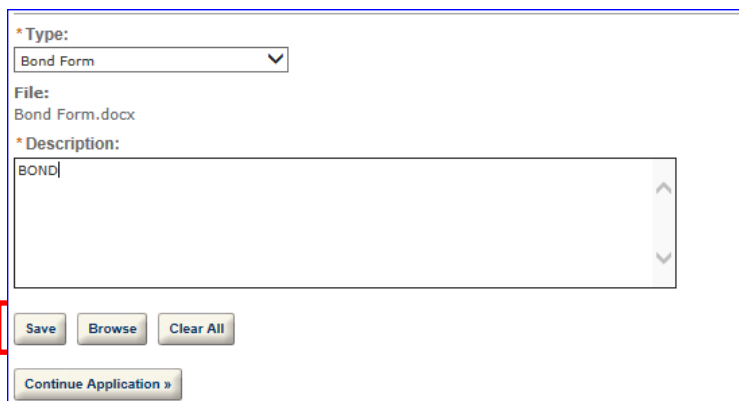 *Type:
Bond Form
File:
Bond Form.docx
*Description:
BOND
Save Browse Clear All
Continue Application »